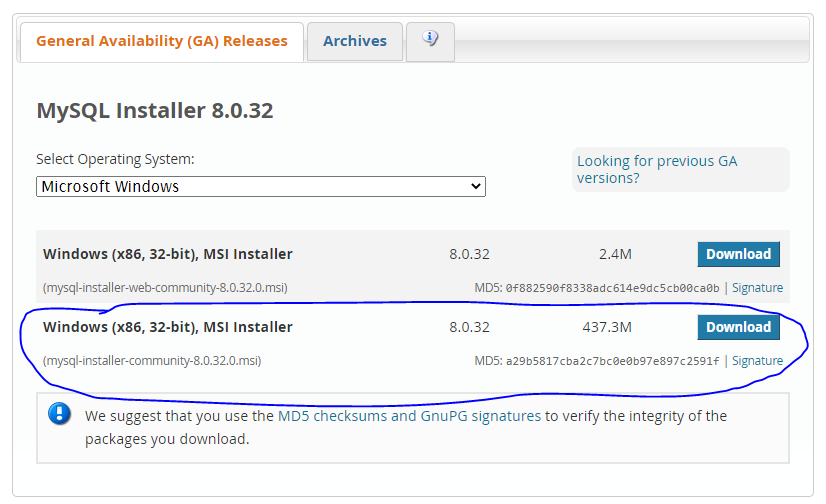 General Availability (GA) Releases
Archives
MySQL Installer 8.0.32
Select Operating System:
Looking for previous GA
versions?
Microsoft Windows
Windows (x86, 32-bit), MSI Installer 8.0.32 2.4M Download
(mysql-installer-web-community-8.0.32.0.msi) MD5: 0f882590f8338adc614e9dc5cb00ca0b | Signature
Windows (x86, 32-bit), MSI Installer 8.0.32 437.3M Download
(mysql-installer-community-8.0.32.0.msi) MD5: a29b5817cba2c7bc0e0b97e897c2591f | Signature
We suggest that you use the MD5 checksums and GnuPG signatures to verify the integrity of the
packages you download.